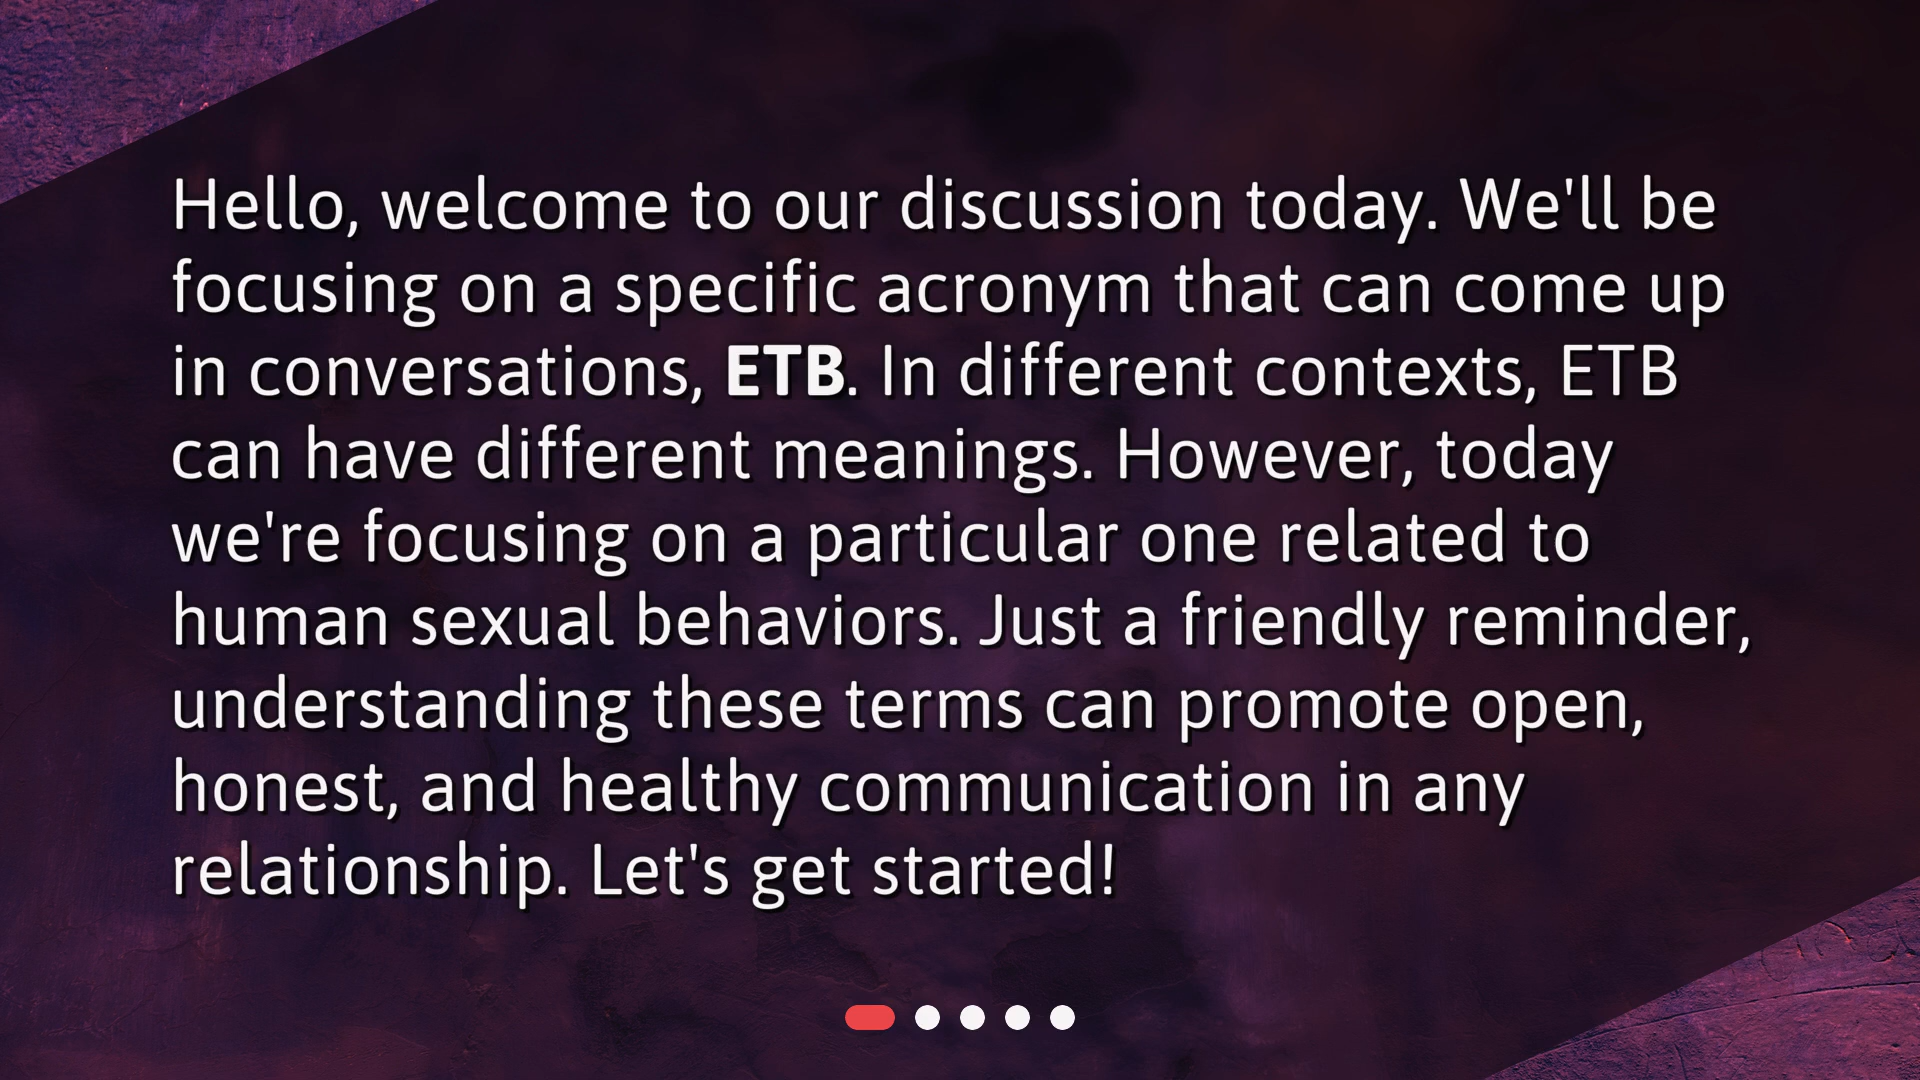 Hello, welcome to our discussion today. We'll be
focusing on a specific acronym that can come up
in conversations, ETB. In different contexts, ETB
can have different meanings. However, today
we're focusing on a particular one related to
human sexual behaviors. Just a friendly reminder,
understanding these terms can promote open,
honest, and healthy communication in any
relationship. Let's get started!